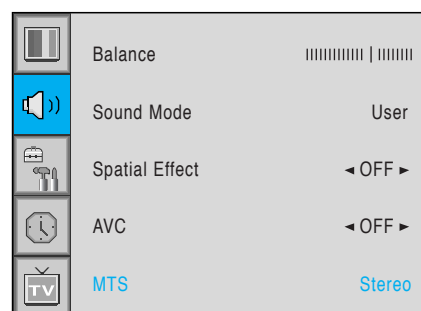 Balance
Sound Mode User
Spatial Effect ◄ OFF ►
AVC ◄ OFF ►
MTS Stereo
TV